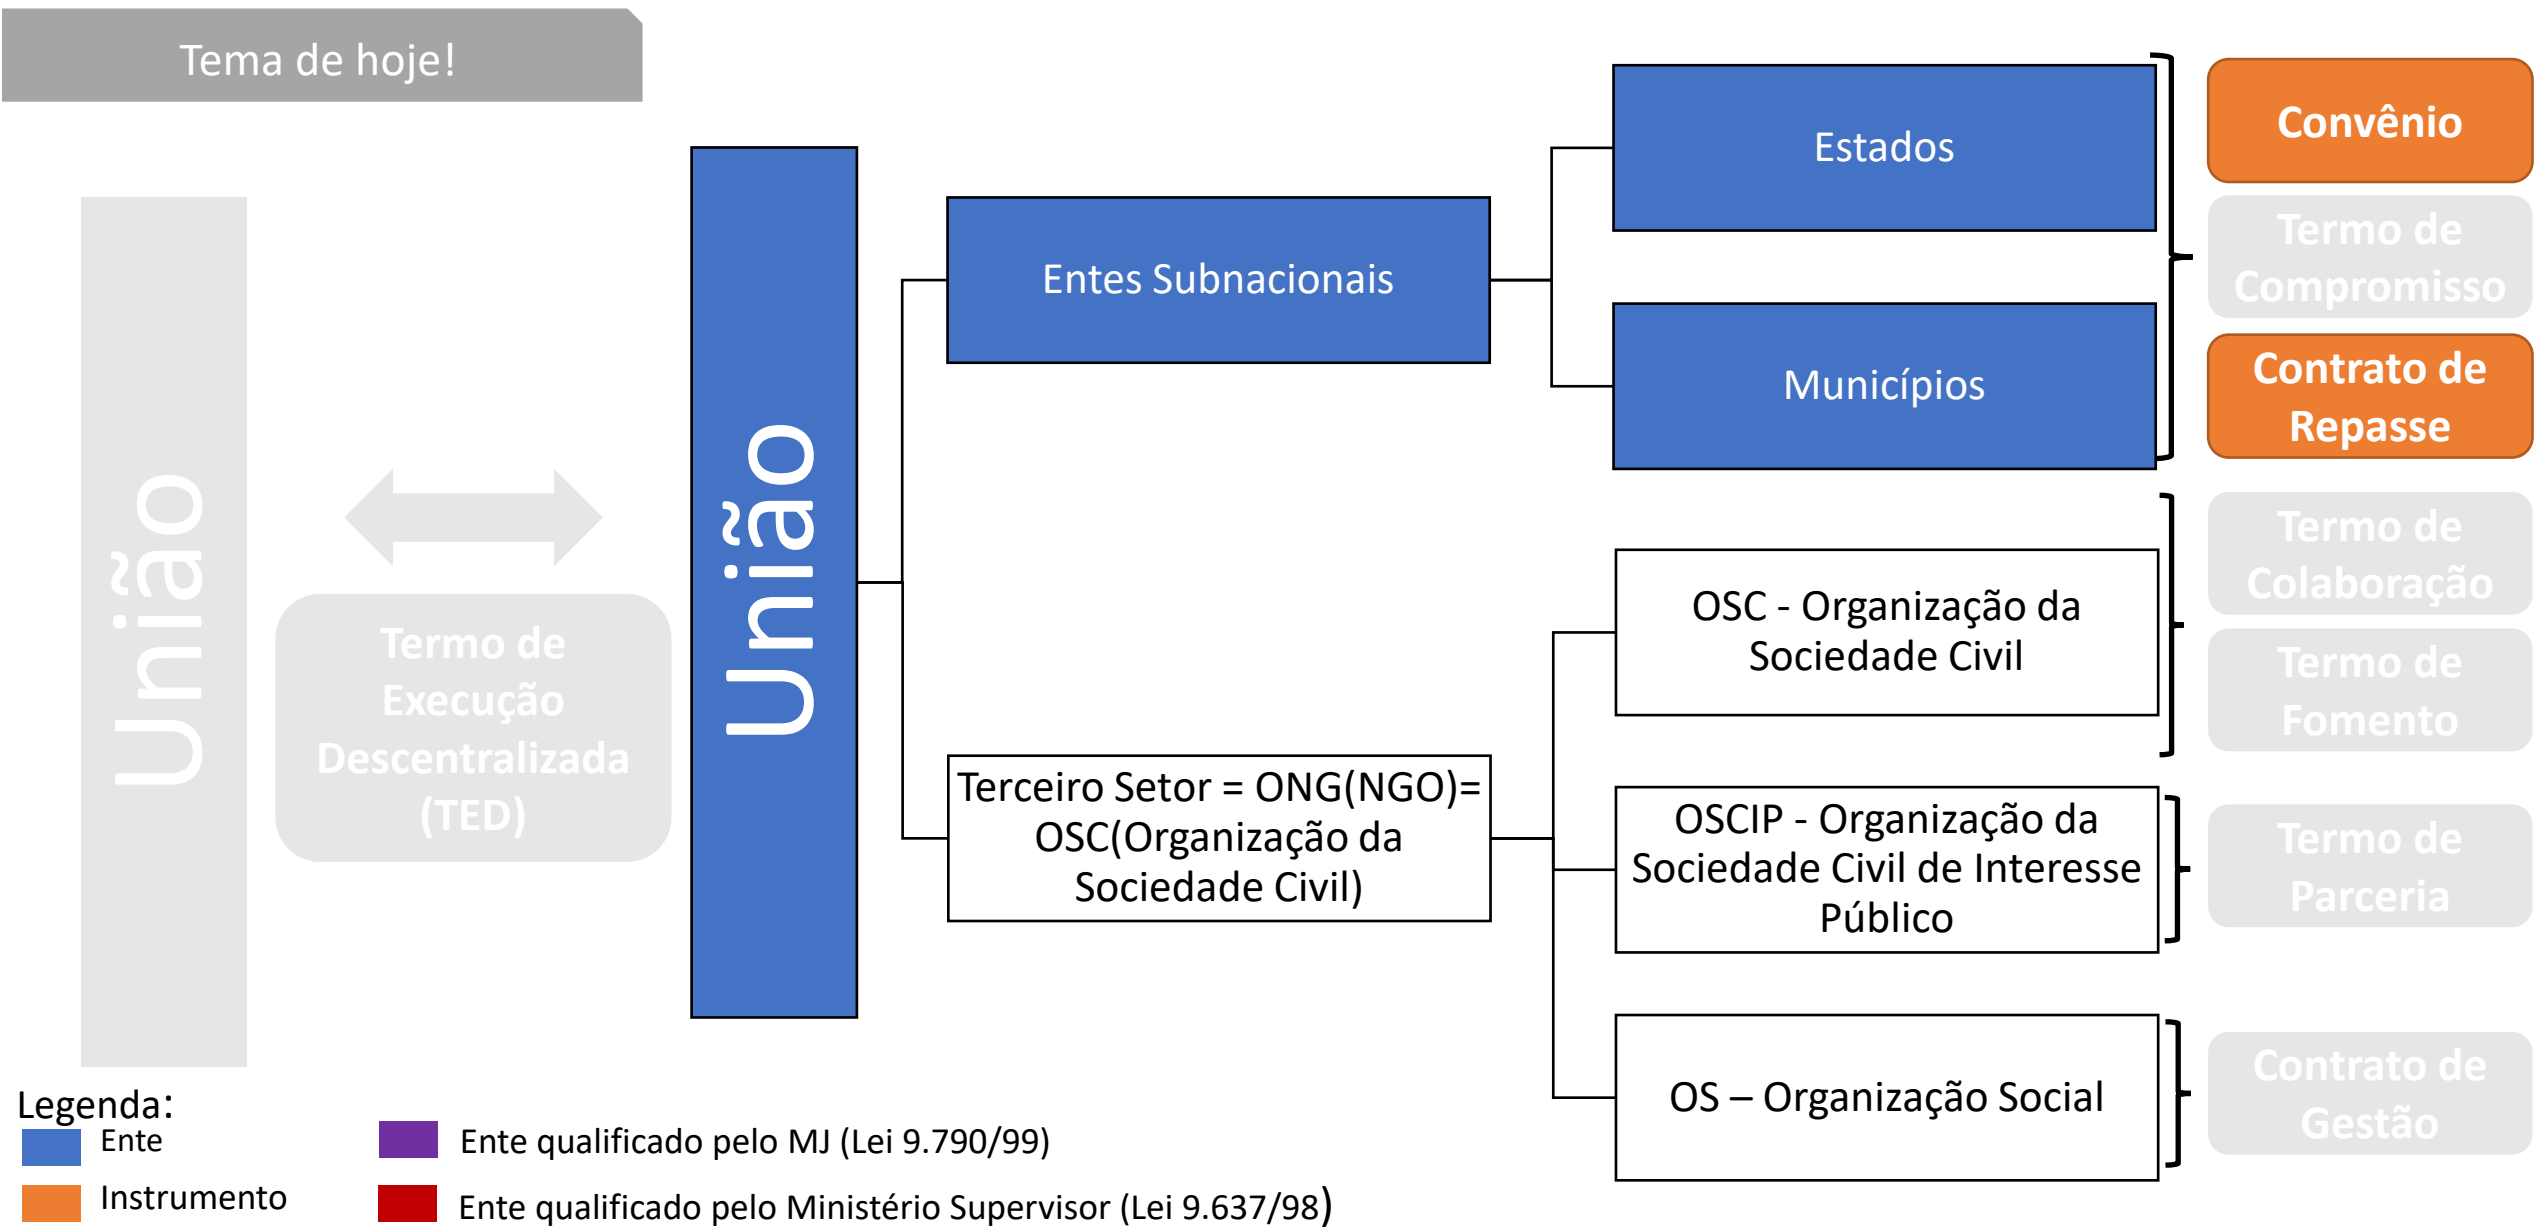 Tema de hoje!
União
Termo de
Execução
Descentralizada
(TED)
União
Entes Subnacionais
Estados
Municípios
Convênio
Termo de
Compromisso
Contrato de
Repasse
Terceiro Setor = ONG(NGO)=
OSC(Organização da
Sociedade Civil)
OSC - Organização da
Sociedade Civil
Termo de
Colaboração
Termo de
Fomento
OSCIP - Organização da
Sociedade Civil de Interesse
Público
Termo de
Parceria
OS – Organização Social
Contrato de
Gestão
Legenda:
Ente
Instrumento
Ente qualificado pelo MJ (Lei 9.790/99)
Ente qualificado pelo Ministério Supervisor (Lei 9.637/98)